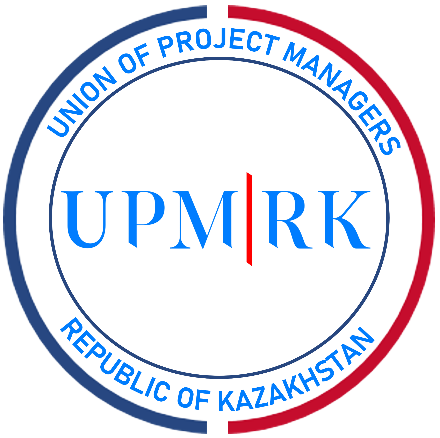 UNION OF PROJECT MANAGERS
UPM|RK
REPUBLIC OF KAZAKHSTAN